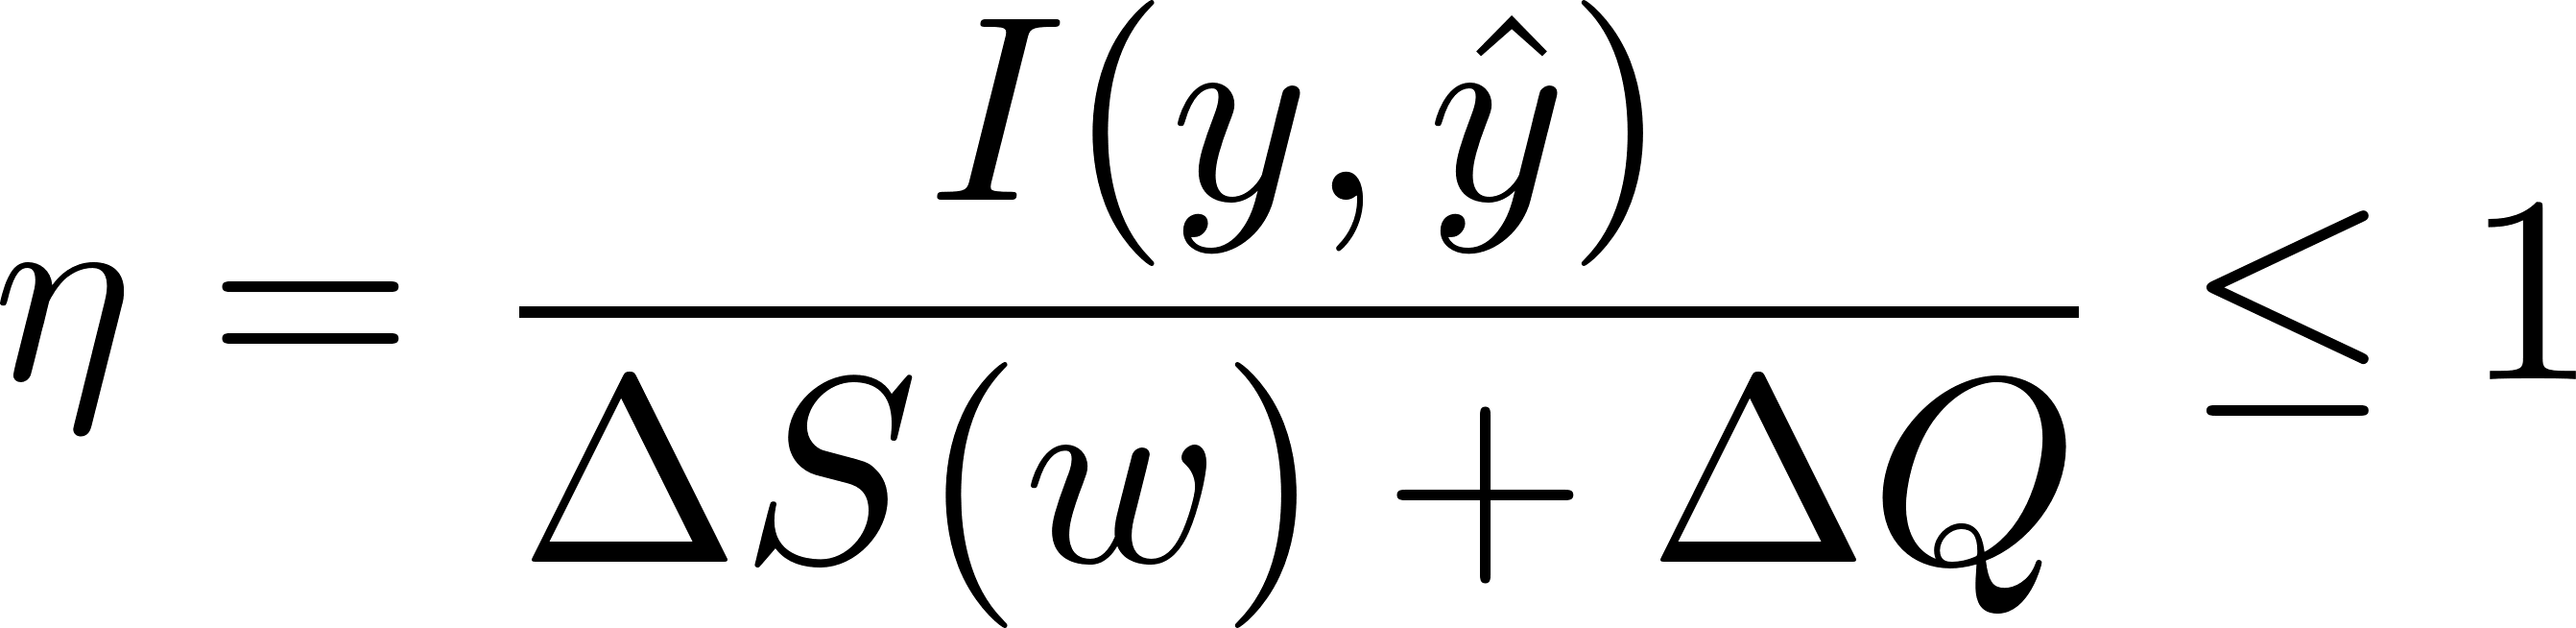 η = I(y, ŷ) / ΔS(w) + ΔQ ≤ 1